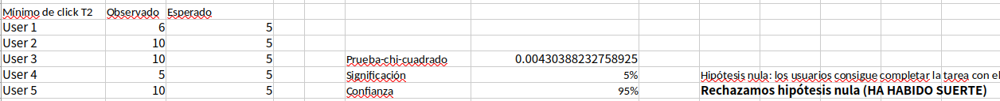 Mínimo de click T2 Observado Esperado
User 1 6 5
User 2 10 5
User 3 10 5 Prueba-chi-cuadrado 0.00430388232758925
User 4 5 5 Significación 5% Hipótesis nula: los usuarios consigue completar la tarea con el
User 5 10 5 Confianza 95% Rechazamos hipótesis nula (HA HABIDO SUERTE)